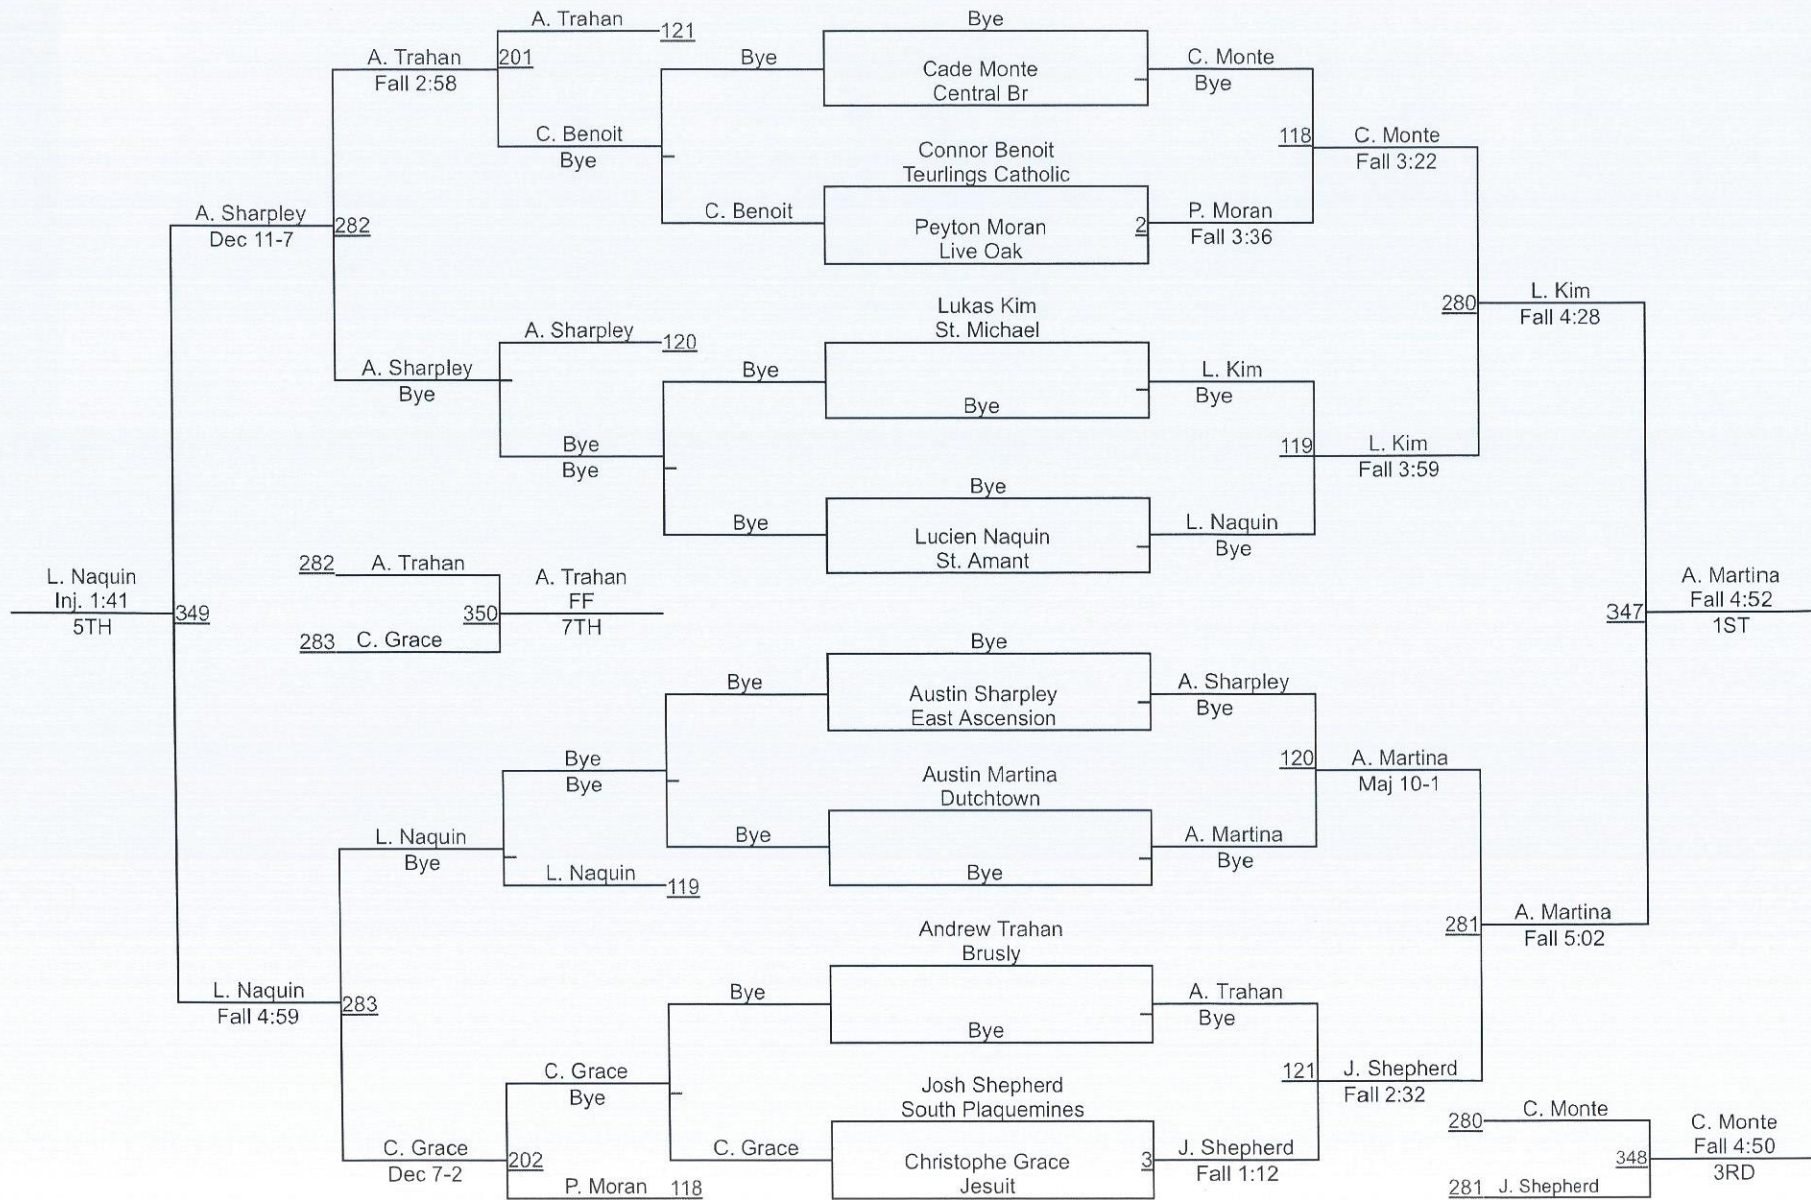 A. Trahan
121
A. Trahan
Fall 2:58
201
C. Benoit
Bye
A. Sharpley
Dec 11-7
282
A. Sharpley
120
A. Sharpley
Bye
Bye
Bye
L. Naquin
Inj. 1:41
5TH
349
282
A. Trahan
350
283
C. Grace
A. Trahan
FF
7TH
Bye
Bye
L. Naquin
Bye
L. Naquin
119
L. Naquin
Fall 4:59
283
C. Grace
Bye
C. Grace
Dec 7-2
202
P. Moran
118
Bye
C. Benoit
Bye
Bye
Bye
Bye
Bye
C. Grace
Bye
Cade Monte
Central Br
Connor Benoit
Teurlings Catholic
Peyton Moran
Live Oak
2
Lukas Kim
St. Michael
Bye
Bye
Lucien Naquin
St. Amant
Bye
Austin Sharpley
East Ascension
Austin Martina
Dutchtown
Bye
Andrew Trahan
Brusly
Bye
Josh Shepherd
South Plaquemines
Christophe Grace
Jesuit
3
C. Monte
Bye
118
P. Moran
Fall 3:36
C. Monte
Fall 3:22
L. Kim
Bye
119
L. Naquin
Bye
L. Kim
Fall 3:59
280
L. Kim
Fall 4:28
A. Sharpley
Bye
120
A. Martina
Bye
A. Martina
Maj 10-1
A. Trahan
Bye
121
J. Shepherd
Fall 1:12
J. Shepherd
Fall 2:32
281
A. Martina
Fall 5:02
347
A. Martina
Fall 4:52
1ST
280
C. Monte
348
281
J. Shepherd
C. Monte
Fall 4:50
3RD